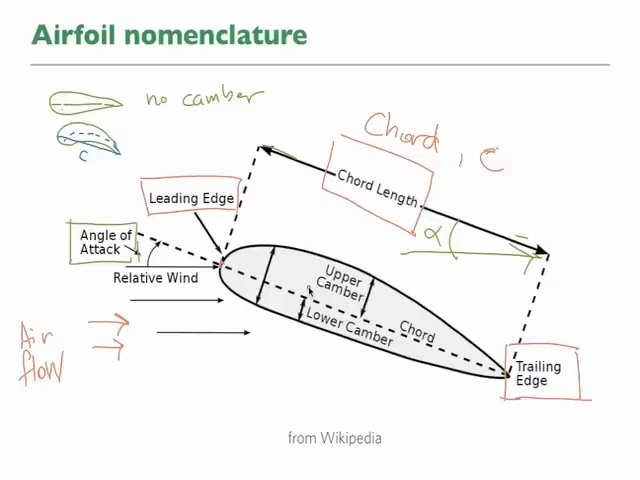 Airfoil nomenclature
no camber
c
Chord, c
Chord Length
Leading Edge
α
Angle of
Attack
Relative Wind
Upper
Camber
Lower Camber
Chord
Air
flow
Trailing
Edge
from Wikipedia